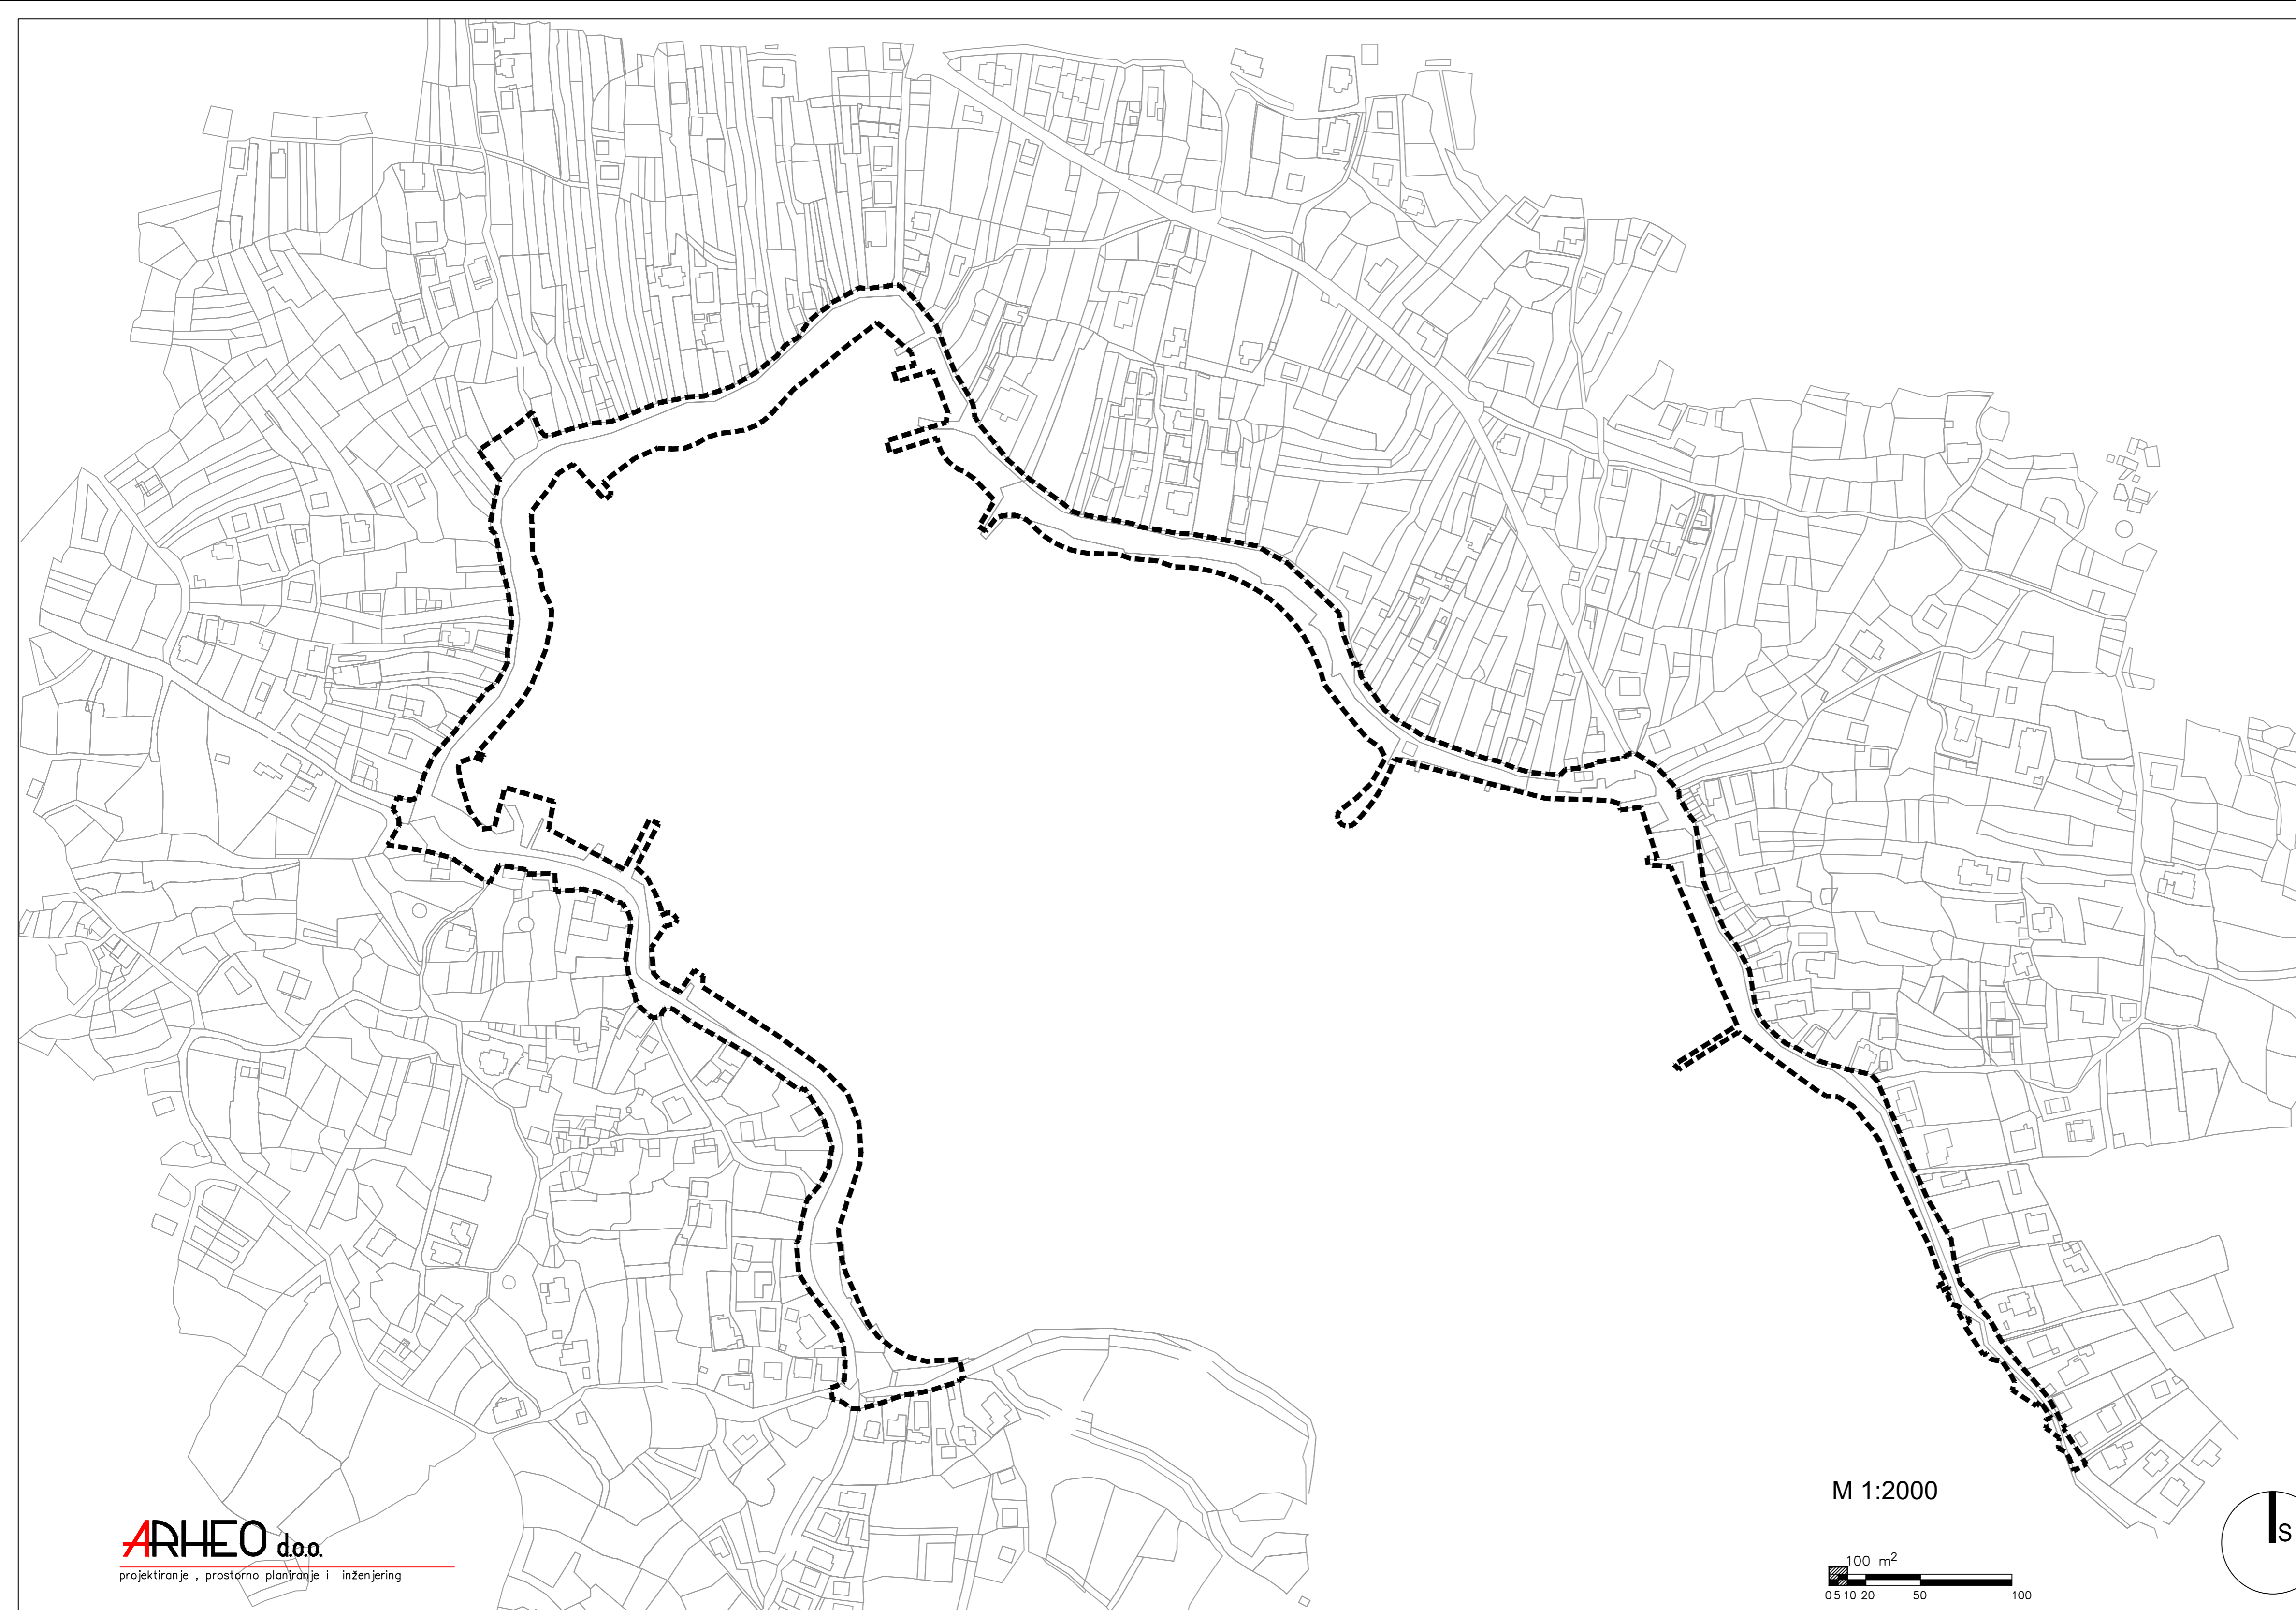 M 1:2000
S
ARHEO d.o.o.
projektiranje , prostorno planiranje i inženjering
100 m²
0 5 10 20 50 100